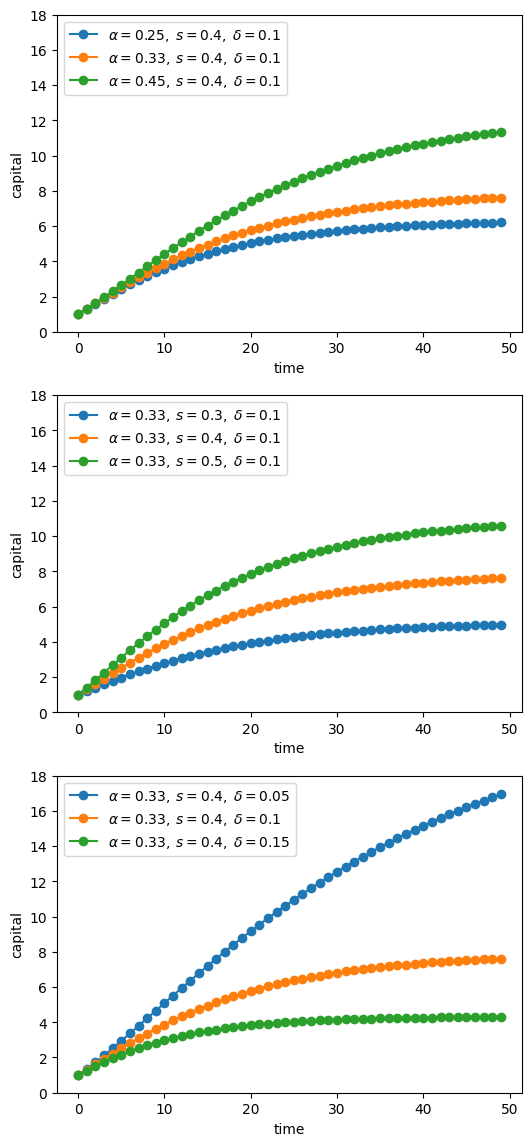 18
16
14
12
10
8
6
4
2
0
capital
α = 0.25, s = 0.4, δ = 0.1
α = 0.33, s = 0.4, δ = 0.1
α = 0.45, s = 0.4, δ = 0.1
0 10 20 30 40 50
time
18
16
14
12
10
8
6
4
2
0
capital
α = 0.33, s = 0.3, δ = 0.1
α = 0.33, s = 0.4, δ = 0.1
α = 0.33, s = 0.5, δ = 0.1
0 10 20 30 40 50
time
18
16
14
12
10
8
6
4
2
0
capital
α = 0.33, s = 0.4, δ = 0.05
α = 0.33, s = 0.4, δ = 0.1
α = 0.33, s = 0.4, δ = 0.15
0 10 20 30 40 50
time